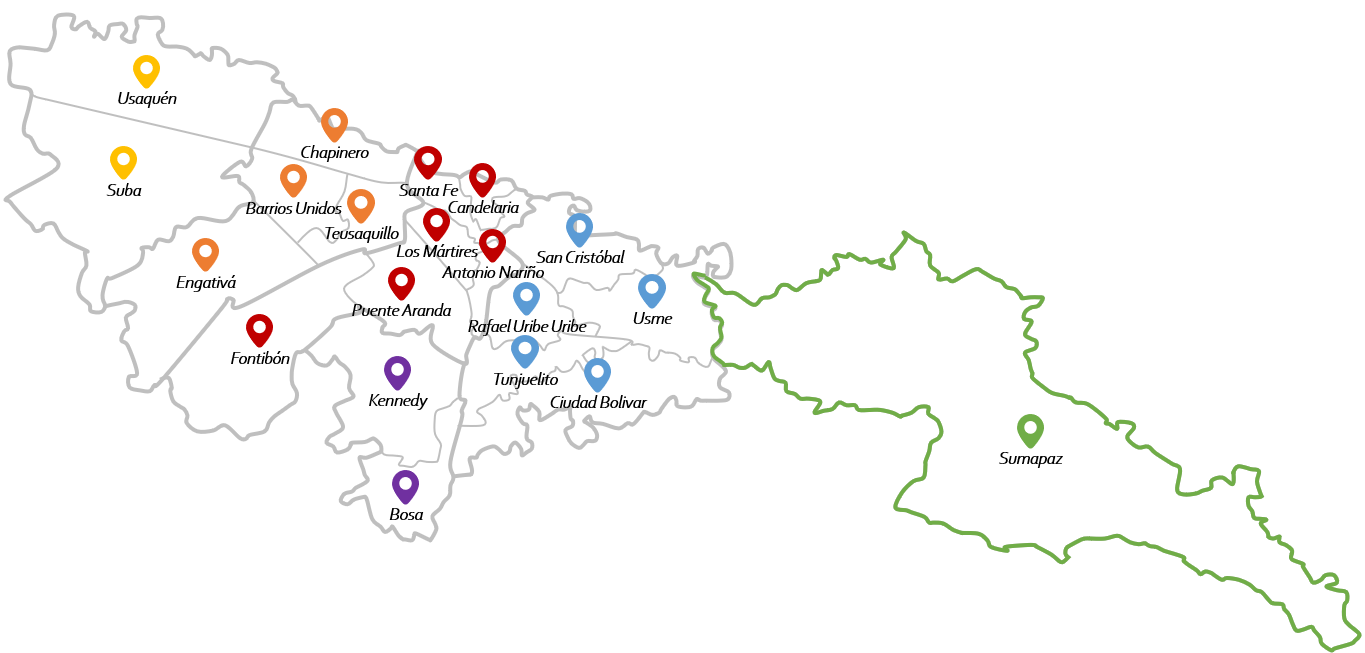 Usaquén
Chapinero
Suba
Santa Fe
Candelaria
Barrios Unidos
Teusaquillo
Los Mártires
San Cristóbal
Antonio Nariño
Engativá
Puente Aranda
Usme
Rafael Uribe Uribe
Fontibón
Tunjuelito
Kennedy
Ciudad Bolivar
Sumapaz
Bosa